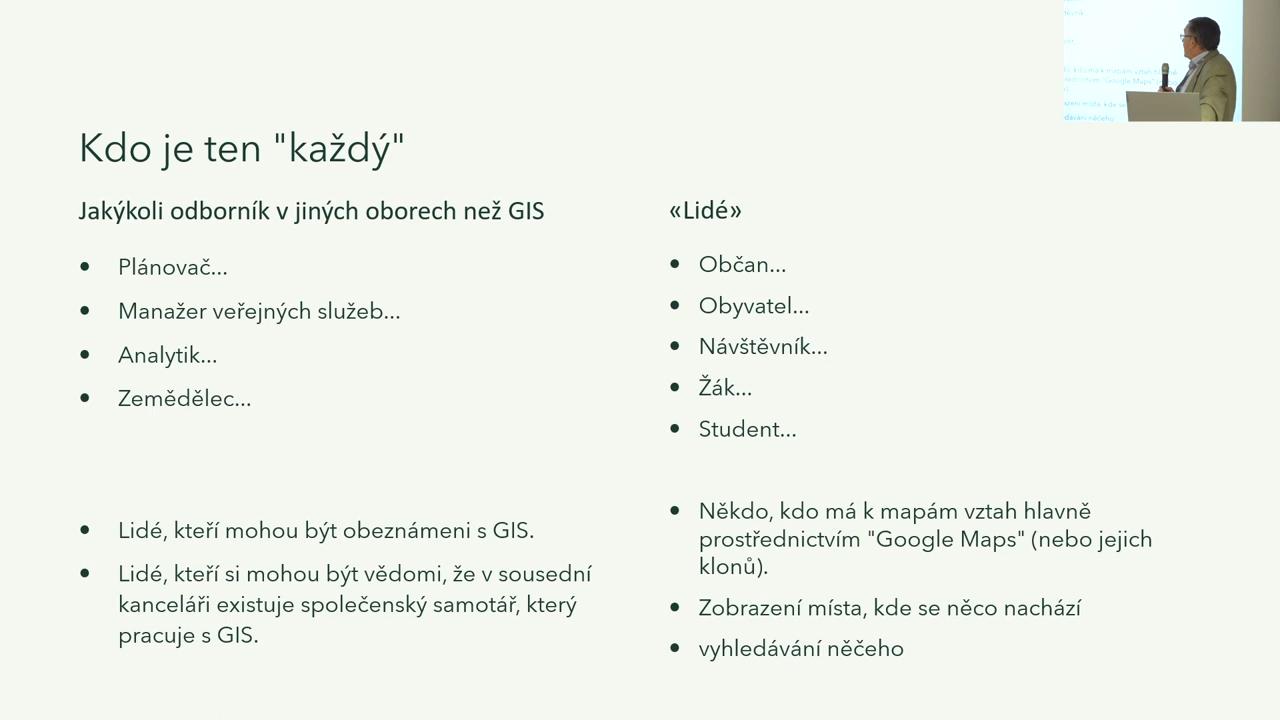 Kdo je ten "každý"
Jakýkoli odborník v jiných oborech než GIS
• Plánovač...
• Manažer veřejných služeb...
• Analytik...
• Zemědělec...
• Lidé, kteří mohou být obeznámeni s GIS.
• Lidé, kteří si mohou být vědomi, že v sousední
kanceláři existuje společenský samotář, který
pracuje s GIS.
«Lidé»
• Občan...
• Obyvatel...
• Návštěvník...
• Žák...
• Student...
• Někdo, kdo má k mapám vztah hlavně
prostřednictvím "Google Maps" (nebo jejich
klonů).
• Zobrazení místa, kde se něco nachází
• vyhledávání něčeho